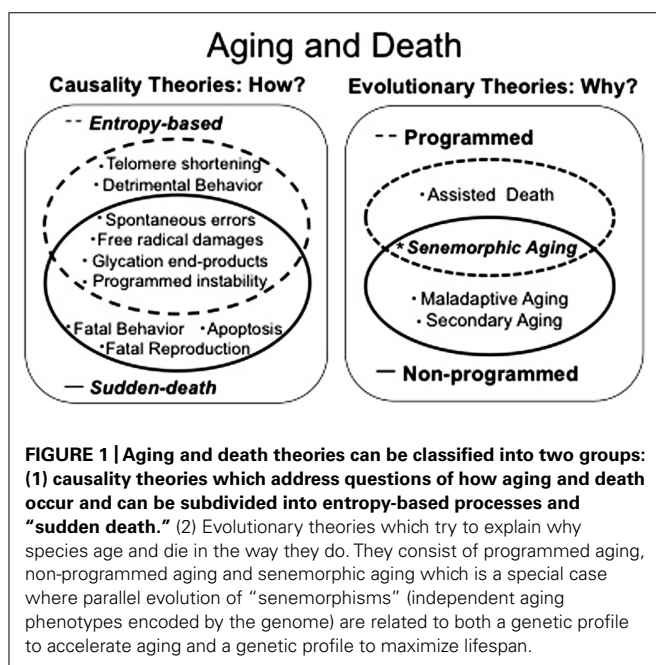 Aging and Death
Causality Theories: How?
-- Entropy-based
· Telomere shortening
· Detrimental Behavior
· Spontaneous errors
· Free radical damages
· Glycation end-products
· Programmed instability
· Fatal Behavior · Apoptosis
· Fatal Reproduction
— Sudden-death
Evolutionary Theories: Why?
-- Programmed
· Assisted Death
* Senemorphic Aging
· Maladaptive Aging
· Secondary Aging
— Non-programmed
FIGURE 1 | Aging and death theories can be classified into two groups:
(1) causality theories which address questions of how aging and death
occur and can be subdivided into entropy-based processes and
“sudden death.” (2) Evolutionary theories which try to explain why
species age and die in the way they do. They consist of programmed aging,
non-programmed aging and senemorphic aging which is a special case
where parallel evolution of “senemorphisms” (independent aging
phenotypes encoded by the genome) are related to both a genetic profile
to accelerate aging and a genetic profile to maximize lifespan.